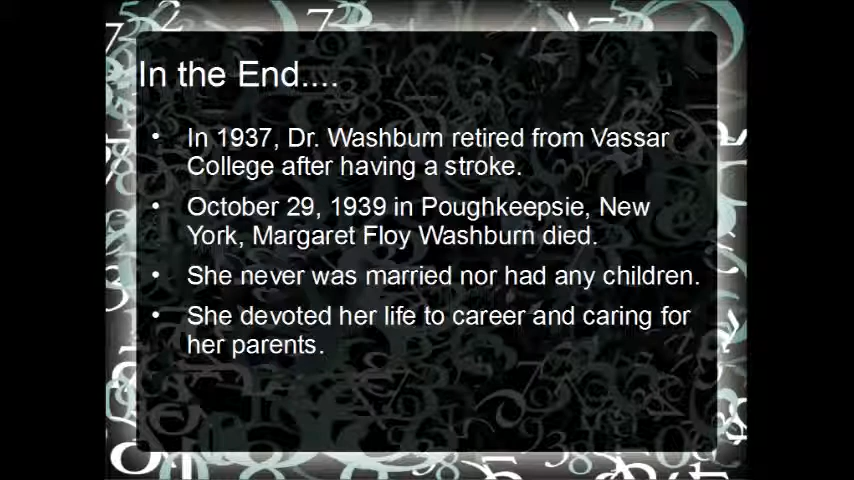 In the End....
• In 1937, Dr. Washburn retired from Vassar
College after having a stroke.
• October 29, 1939 in Poughkeepsie, New
York, Margaret Floy Washburn died.
• She never was married nor had any children.
• She devoted her life to career and caring for
her parents.